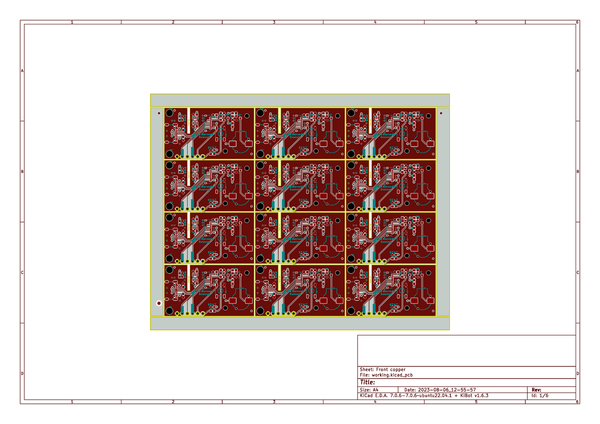 1 2 3 4 5 6
A A
B B
C C
D D
Sheet: Front copper
File: working.kicad_pcb
Title:
Size: A4 Date: 2023-08-06_12-55-57 Rev:
KiCad E.D.A. 7.0.6-7.0.6~ubuntu22.04.1 + KiBot v1.6.3 Id: 1/6
1 2 3 4 5 6